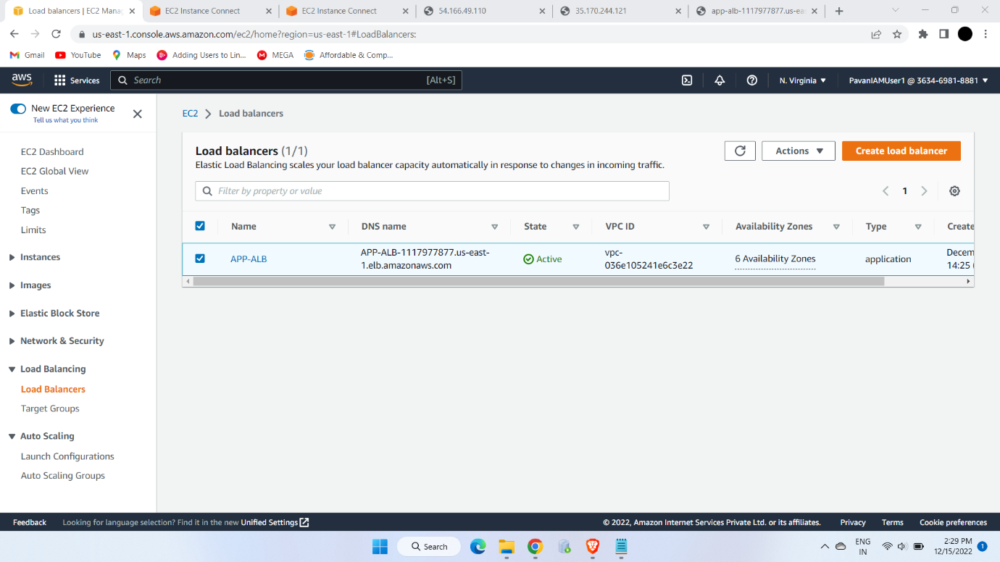 Load balancers | EC2 Mana
EC2 Instance Connect
EC2 Instance Connect
54.166.49.110
35.170.244.121
app-alb-1117977877.us-ea
us-east-1.console.aws.amazon.com/ec2/home?region=us-east-1#LoadBalancers:
Gmail
YouTube
Maps
Adding Users to Lin...
MEGA
Affordable & Comp...
aws
Services
Search
[Alt+S]
N. Virginia
PavanIAMUser1 @ 3634-6981-8881
New EC2 Experience
Tell us what you think
EC2 Dashboard
EC2 Global View
Events
Tags
Limits
Instances
Images
Elastic Block Store
Network & Security
Load Balancing
Load Balancers
Target Groups
Auto Scaling
Launch Configurations
Auto Scaling Groups
EC2
Load balancers
Load balancers (1/1)
Elastic Load Balancing scales your load balancer capacity automatically in response to changes in incoming traffic.
Actions
Create load balancer
Filter by property or value
1
Name
DNS name
State
VPC ID
Availability Zones
Type
Create
APP-ALB
APP-ALB-1117977877.us-east-
1.elb.amazonaws.com
Active
vpc-
036e105241e6c3e22
6 Availability Zones
application
Decem
14:25 (
Feedback
Looking for language selection? Find it in the new Unified Settings
© 2022, Amazon Internet Services Private Ltd. or its affiliates.
Privacy
Terms
Cookie preferences
Search
ENG
IN
2:29 PM
12/15/2022
1